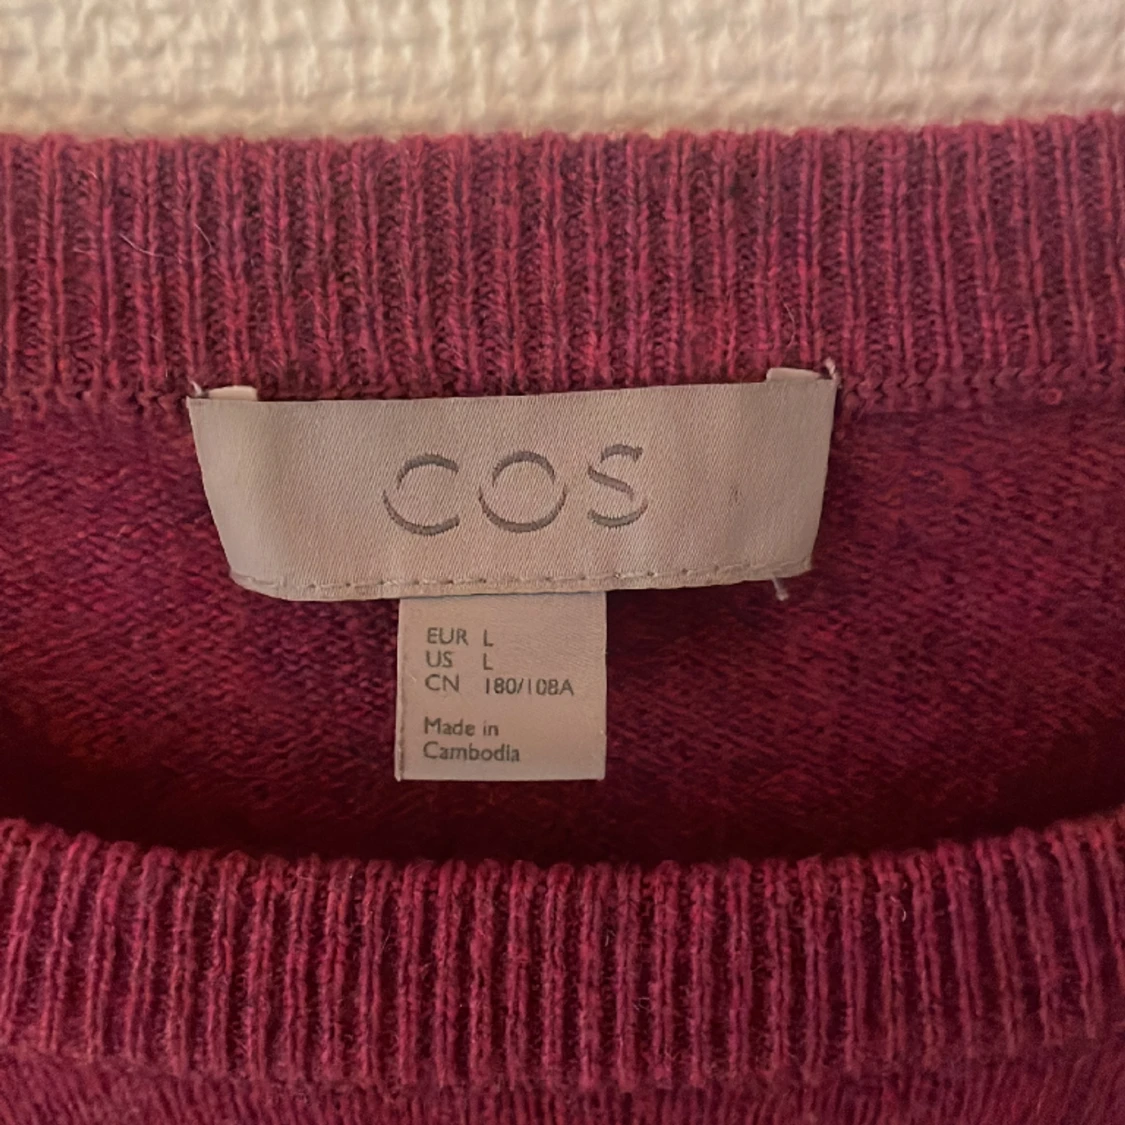 COS
EUR L
US L
CN 180/108A
Made in
Cambodia